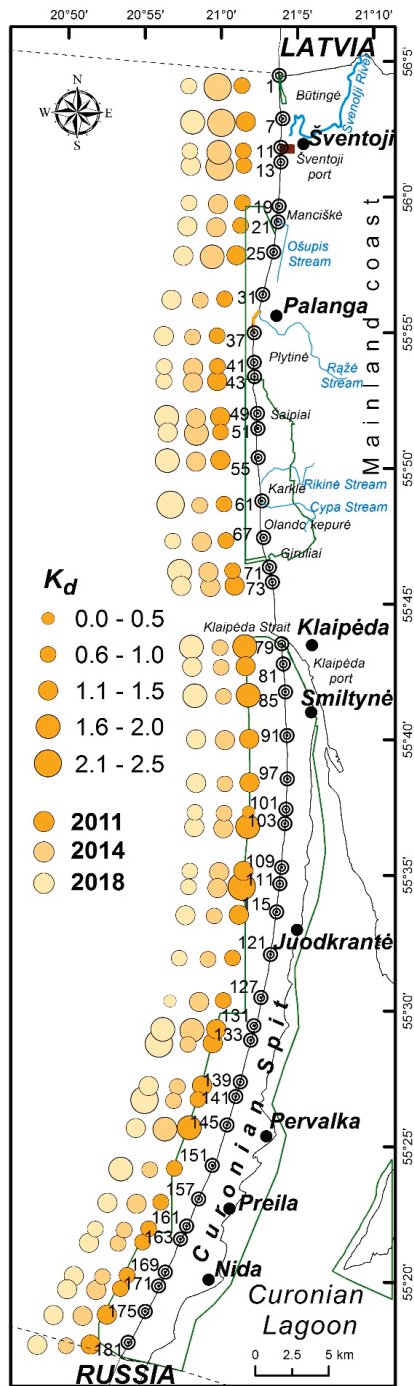 20°50' 20°55' 21°0' 21°5' 21°10'
LATVIA
56°5'
N
W E
S
1
Būtingė
Šventoji River
7
Šventoji
11
Šventoji
port
13
56°0'
19
Manciškė
21
25
Ošupis
Stream
31
Palanga
55°55'
37
Plytinė
41
Rąžė
Stream
43
Mainland coast
49
Šaipiai
51
55°50'
55
Karklė
Rikinė Stream
61
Cypa Stream
Olando kepurė
67
Giruliai
71
73
55°45'
Kd
0.0 - 0.5
0.6 - 1.0
1.1 - 1.5
1.6 - 2.0
2.1 - 2.5
2011
2014
2018
Klaipėda Strait
Klaipėda
79
Klaipėda
port
81
Smiltynė
85
55°40'
91
97
101
103
55°35'
109
111
115
Juodkrantė
121
127
55°30'
131
133
Curonian Spit
139
141
145
Pervalka
55°25'
151
157
Preila
161
163
169
Nida
55°20'
171
Curonian
Lagoon
175
181
RUSSIA
0 2.5 5 km